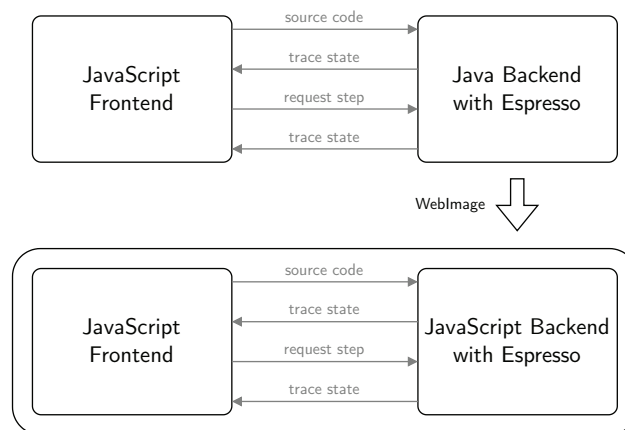 source code
trace state
request step
trace state
JavaScript
Frontend
Java Backend
with Espresso
WebImage
source code
trace state
request step
trace state
JavaScript
Frontend
JavaScript Backend
with Espresso